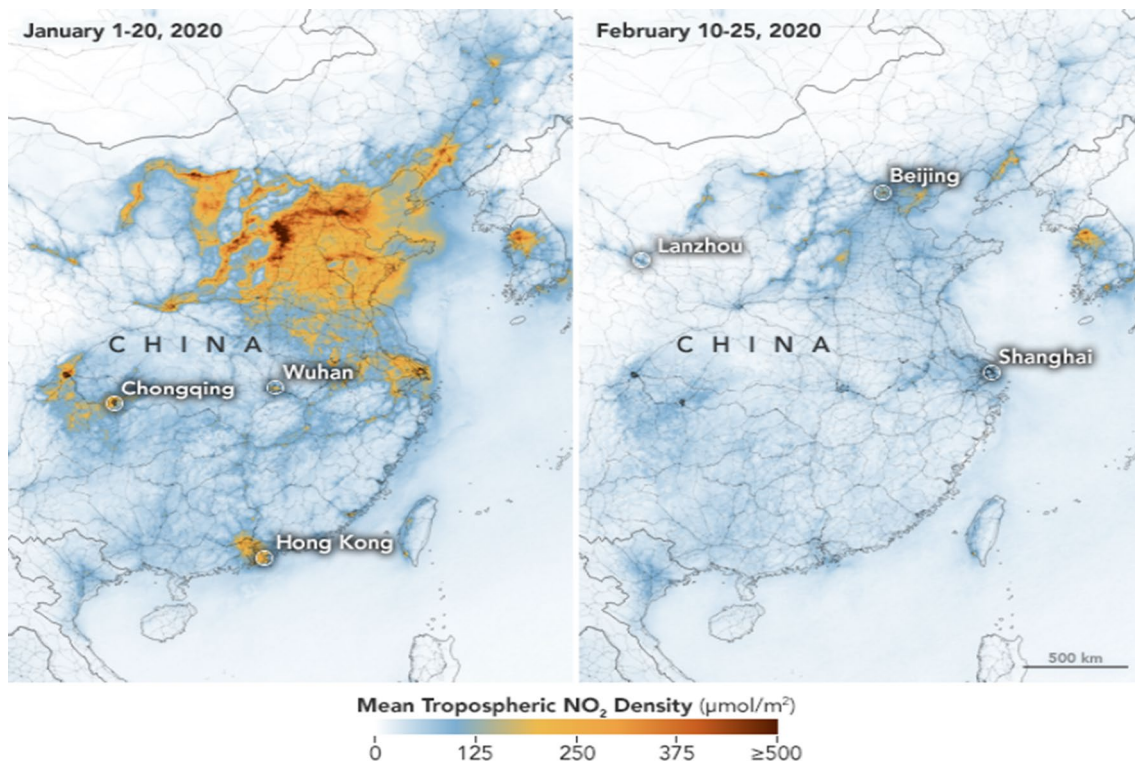 January 1-20, 2020
CHINA
Wuhan
Chongqing
Hong Kong
February 10-25, 2020
Beijing
Lanzhou
CHINA
Shanghai
500 km
Mean Tropospheric NO₂ Density (μmol/m²)
0 125 250 375 ≥500